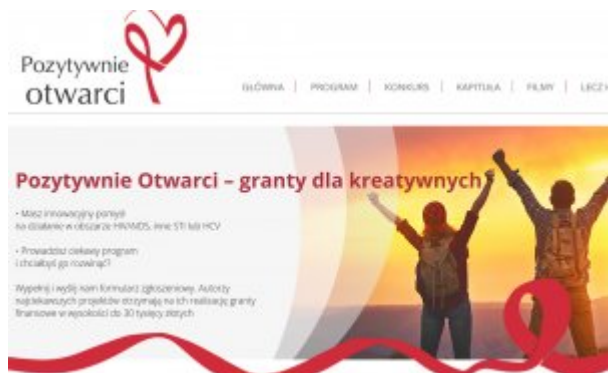 Pozytywnie
otwarci
GŁÓWNA | PROGRAM | KONKURS | KAPITUŁA | FILMY | LECZ
Pozytywnie Otwarci – granty dla kreatywnych
• Masz innowacyjny pomysł
na działanie w obszarze HIV/AIDS, inne STI lub HCV
• Prowadzisz ciekawy program
i chciałbyś go rozwinąć?
Wypełnij i wyślij nam formularz zgłoszeniowy. Autorzy
najciekawszych projektów otrzymają na ich realizację granty
finansowe w wysokości do 30 tysięcy złotych